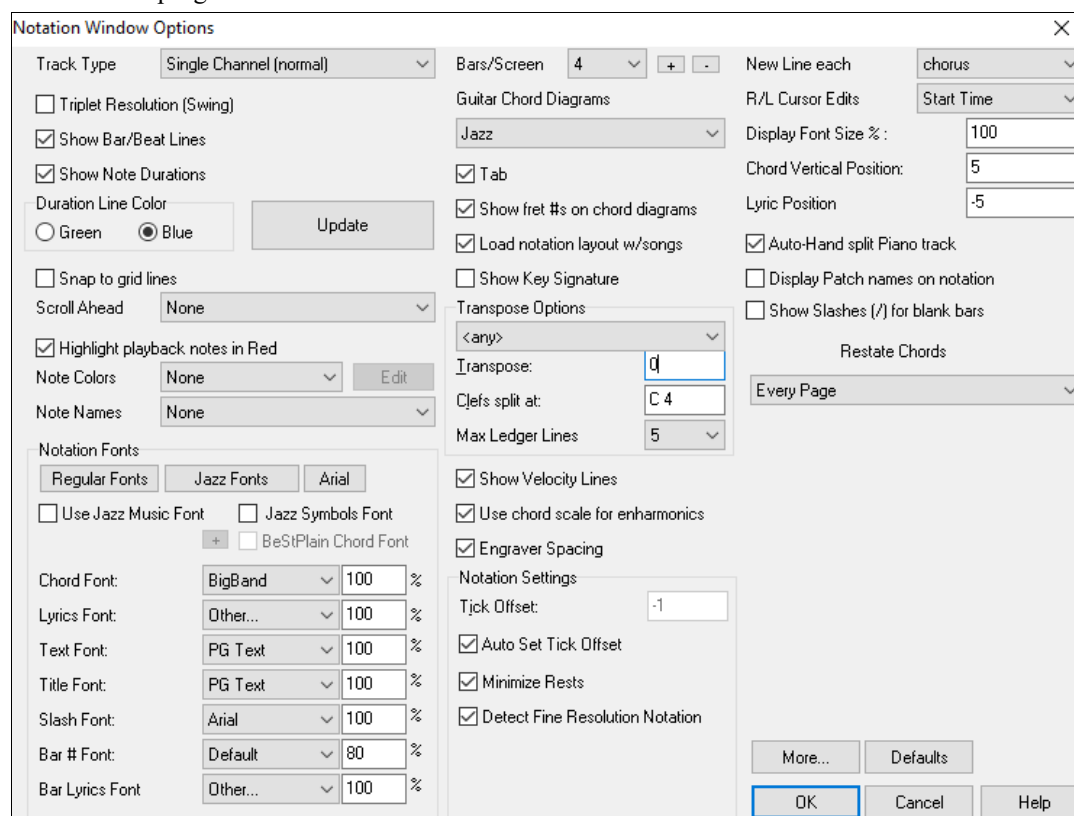 Notation Window Options
Track Type Single Channel (normal)
Triplet Resolution (Swing)
Show Bar/Beat Lines
Show Note Durations
Duration Line Color
Green Blue
Update
Snap to grid lines
Scroll Ahead None
Highlight playback notes in Red
Note Colors None Edit
Note Names None
Notation Fonts
Regular Fonts Jazz Fonts Arial
Use Jazz Music Font Jazz Symbols Font
+ BeStPlain Chord Font
Chord Font: BigBand 100 %
Lyrics Font: Other... 100 %
Text Font: PG Text 100 %
Title Font: PG Text 100 %
Slash Font: Arial 100 %
Bar # Font: Default 80 %
Bar Lyrics Font Other... 100 %
Bars/Screen 4 + -
Guitar Chord Diagrams
Jazz
Tab
Show fret #s on chord diagrams
Load notation layout w/songs
Show Key Signature
Transpose Options
<any>
Transpose: 0
Clefs split at: C 4
Max Ledger Lines 5
Show Velocity Lines
Use chord scale for enharmonics
Engraver Spacing
Notation Settings
Tick Offset: -1
Auto Set Tick Offset
Minimize Rests
Detect Fine Resolution Notation
New Line each chorus
R/L Cursor Edits Start Time
Display Font Size % : 100
Chord Vertical Position: 5
Lyric Position -5
Auto-Hand split Piano track
Display Patch names on notation
Show Slashes (/) for blank bars
Restate Chords
Every Page
More... Defaults
OK Cancel Help